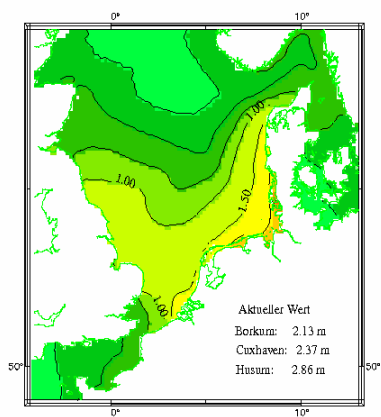 0° 10°
1.00
1.00
1.50
1.00
Aktueller Wert
Borkum: 2.13 m
Cuxhaven: 2.37 m
Husum: 2.86 m
50° 50°
0° 10°